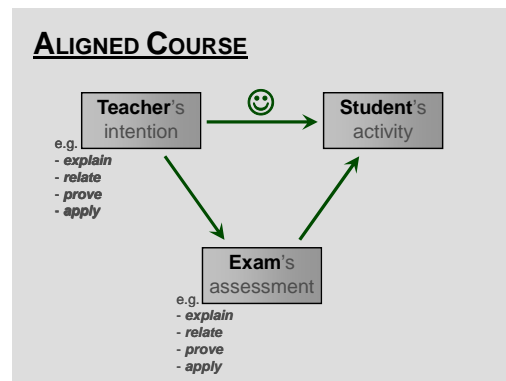 ALIGNED COURSE
Teacher's
intention
Student's
activity
e.g.
- explain
- relate
- prove
- apply
Exam's
assessment
e.g.
- explain
- relate
- prove
- apply